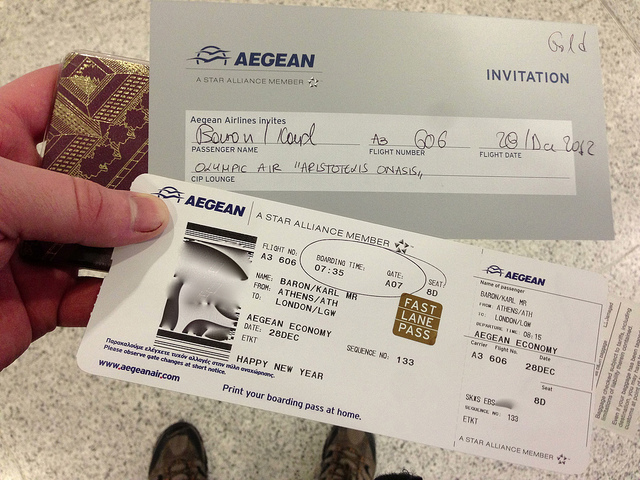 Gold
AEGEAN
A STAR ALLIANCE MEMBER
INVITATION
Aegean Airlines invites
Baron / Karl A3 606 28/Dec 2012
PASSENGER NAME FLIGHT NUMBER FLIGHT DATE
OLYMPIC AIR "ARISTOTELIS ONASIS"
CIP LOUNGE
AEGEAN
A STAR ALLIANCE MEMBER
FLIGHT NO: BOARDING TIME: GATE: SEAT:
A3 606 07:35 A07 8D
NAME: BARON/KARL MR
FROM: ATHENS/ATH
TO: LONDON/LGW
FAST
LANE
PASS
AEGEAN ECONOMY
DATE: 28DEC
ETKT SEQUENCE NO: 133
HAPPY NEW YEAR
Παρακαλούμε ελέγχετε τυχόν αλλαγές στην πύλη αναχώρησης.
Please observe gate changes at short notice.
www.aegeanair.com
Print your boarding pass at home.
AEGEAN
Name of passenger
BARON/KARL MR
FROM: ATHENS/ATH
TO: LONDON/LGW
DEPARTURE TIME 08:15
AEGEAN ECONOMY
Carrier Flight No. Date
A3 606 28DEC
Seat
8D
SK*S EBS
SEQUENCE NO: 133
ETKT
A STAR ALLIANCE MEMBER